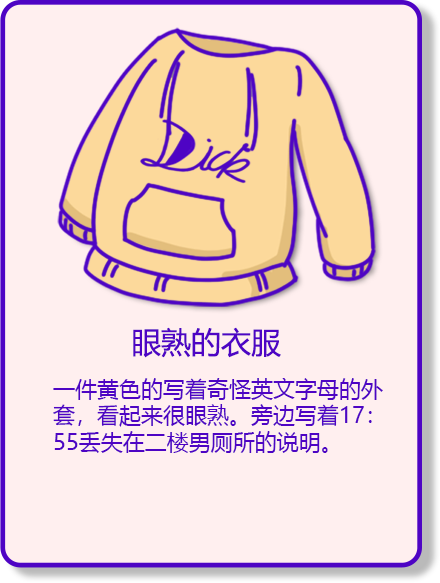 Dick
眼熟的衣服
一件黄色的写着奇怪英文字母的外
套，看起来很眼熟。旁边写着17：
55丢失在二楼男厕所的说明。